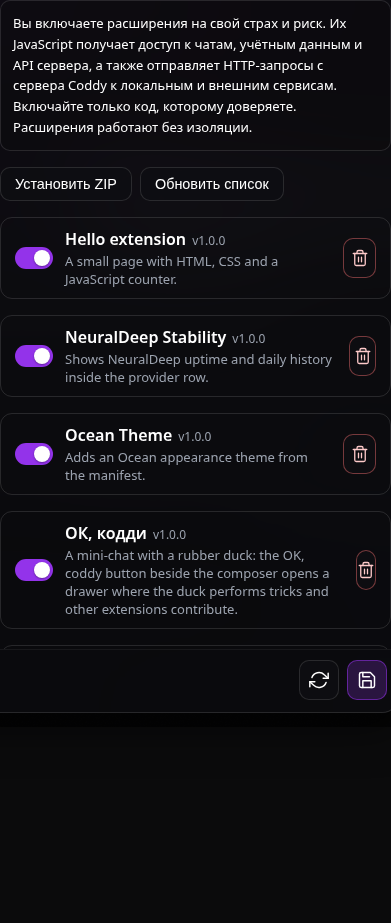 Вы включаете расширения на свой страх и риск. Их
JavaScript получает доступ к чатам, учётным данным и
API сервера, а также отправляет HTTP-запросы с
сервера Coddy к локальным и внешним сервисам.
Включайте только код, которому доверяете.
Расширения работают без изоляции.
Установить ZIP
Обновить список
Hello extension v1.0.0
A small page with HTML, CSS and a
JavaScript counter.
NeuralDeep Stability v1.0.0
Shows NeuralDeep uptime and daily history
inside the provider row.
Ocean Theme v1.0.0
Adds an Ocean appearance theme from
the manifest.
ОК, кодди v1.0.0
A mini-chat with a rubber duck: the OK,
coddy button beside the composer opens a
drawer where the duck performs tricks and
other extensions contribute.